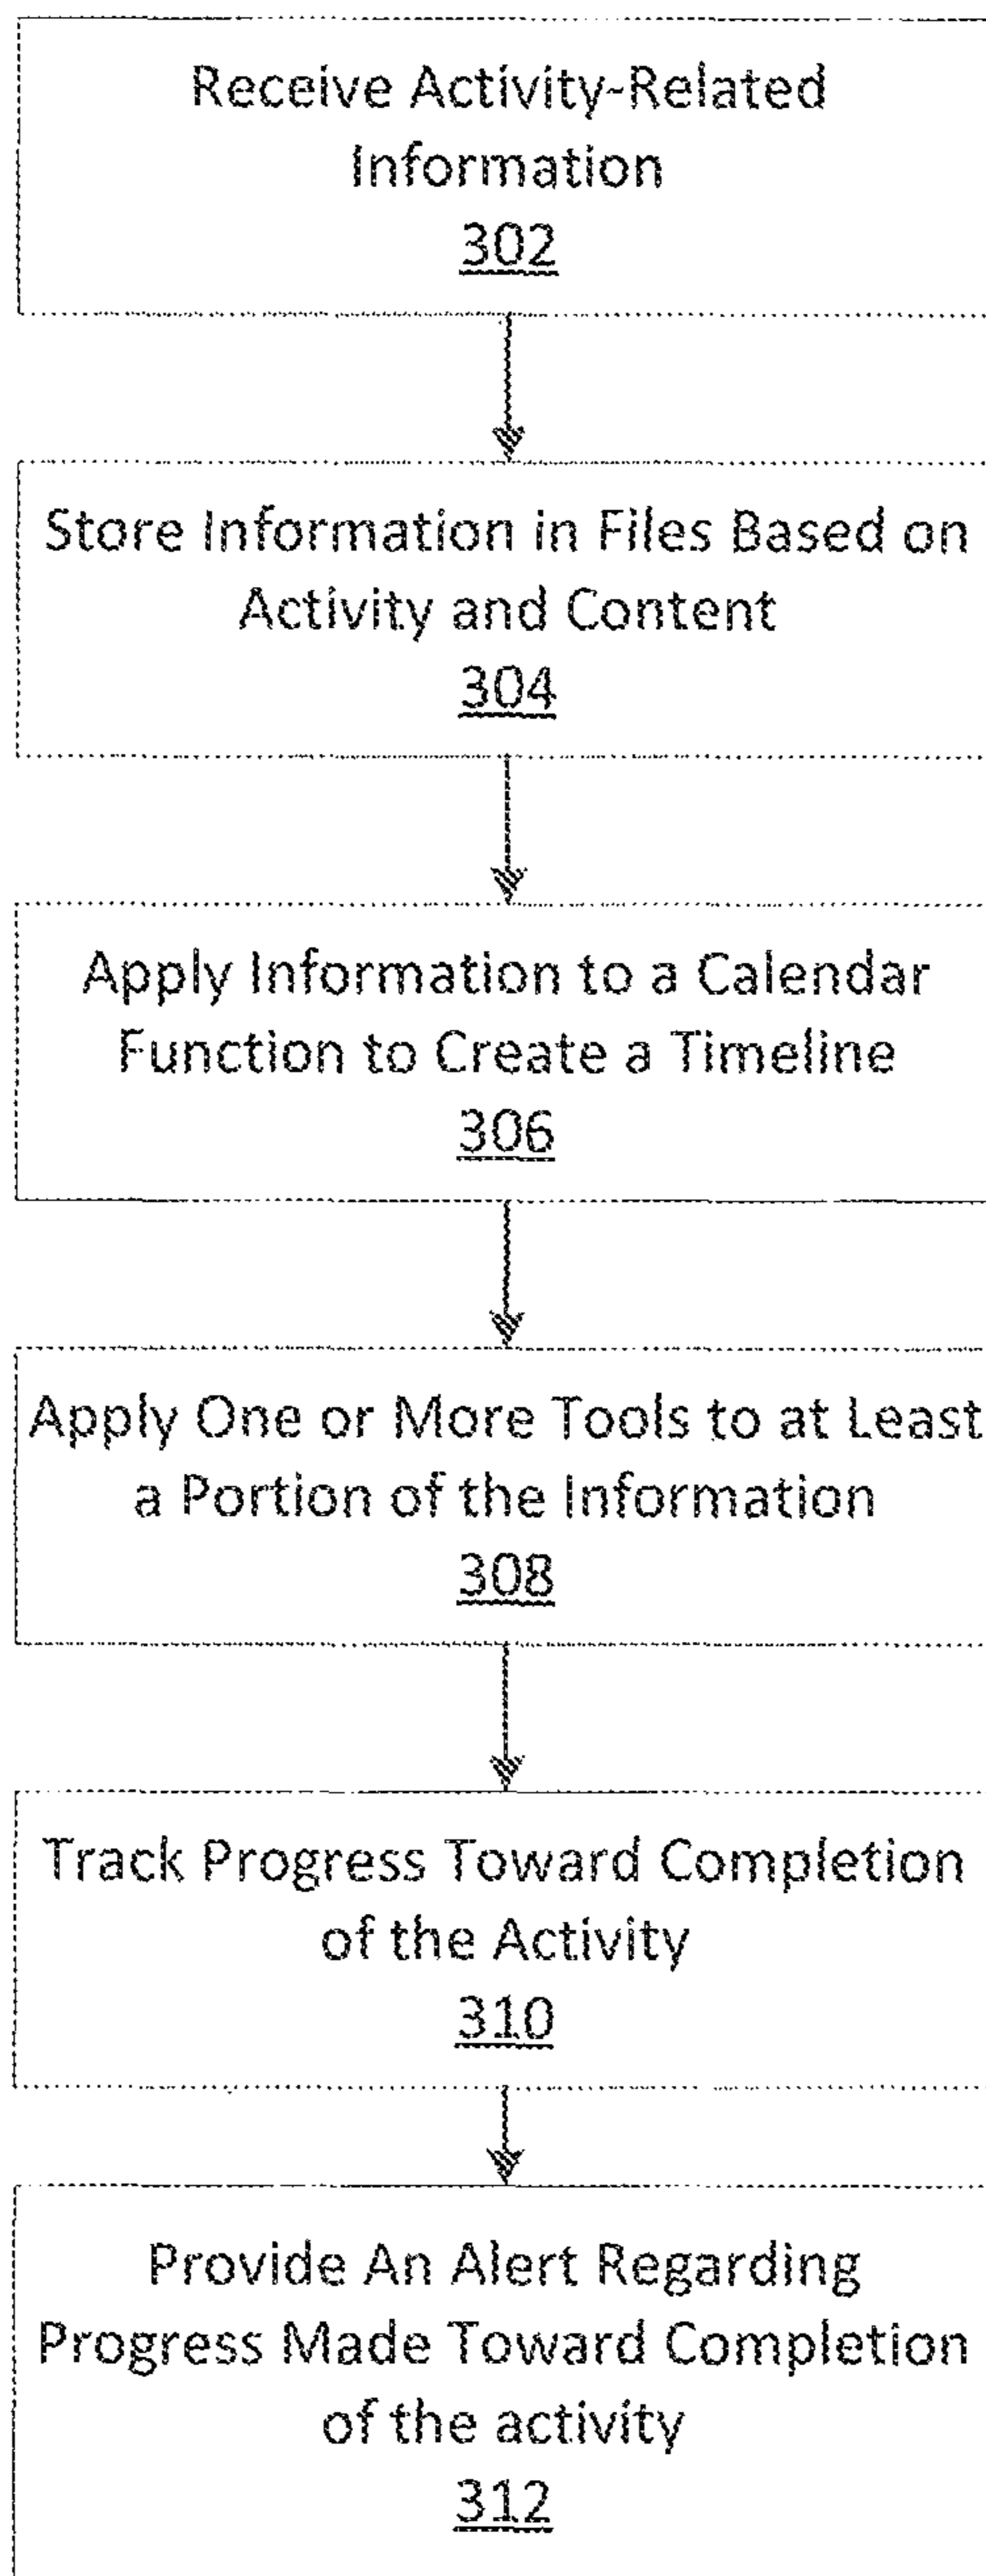 Receive Activity-Related
Information
302
Store Information in Files Based on
Activity and Content
304
Apply Information to a Calendar
Function to Create a Timeline
306
Apply One or More Tools to at Least
a Portion of the Information
308
Track Progress Toward Completion
of the Activity
310
Provide An Alert Regarding
Progress Made Toward Completion
of the activity
312